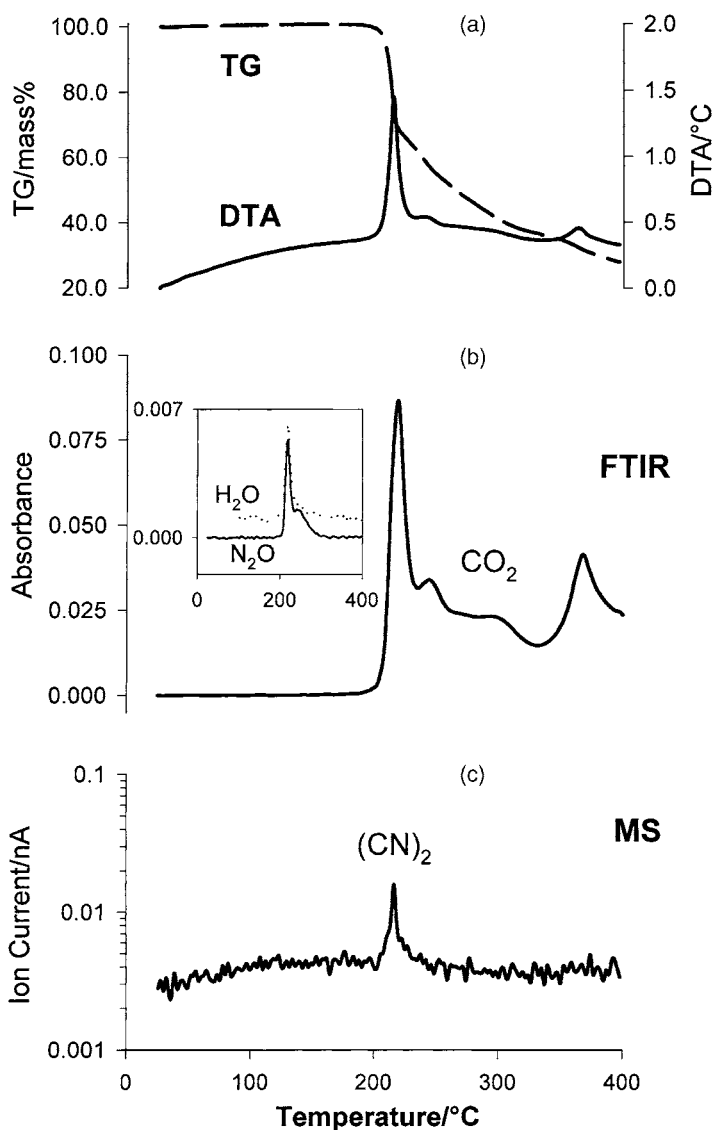 (a)
TG/mass%
100.0
80.0
60.0
40.0
20.0
TG
DTA
2.0
1.5
1.0
0.5
0.0
DTA/°C
(b)
Absorbance
0.100
0.075
0.050
0.025
0.000
0.007
0.000
H₂O
N₂O
0 200 400
FTIR
CO₂
(c)
Ion Current/nA
0.1
0.01
0.001
(CN)₂
MS
0 100 200 300 400
Temperature/°C